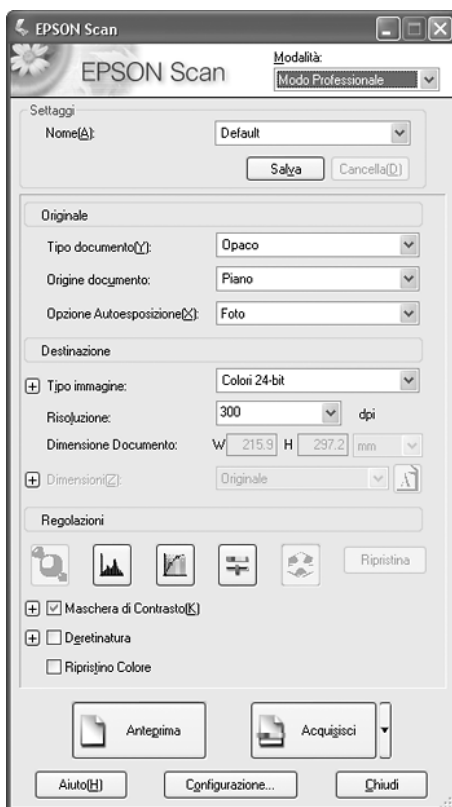 EPSON Scan
EPSON Scan
Modalità:
Modo Professionale
Settaggi
Nome(A):
Default
Salva
Cancella(D)
Originale
Tipo documento(Y):
Opaco
Origine documento:
Piano
Opzione Autoesposizione(X):
Foto
Destinazione
Tipo immagine:
Colori 24-bit
Risoluzione:
300
dpi
Dimensione Documento:
W 215.9 H 297.2 mm
Dimensioni(Z):
Originale
A
Regolazioni
Ripristina
Maschera di Contrasto(K)
Deretinatura
Ripristino Colore
Anteprima
Acquisisci
Aiuto(H)
Configurazione...
Chiudi